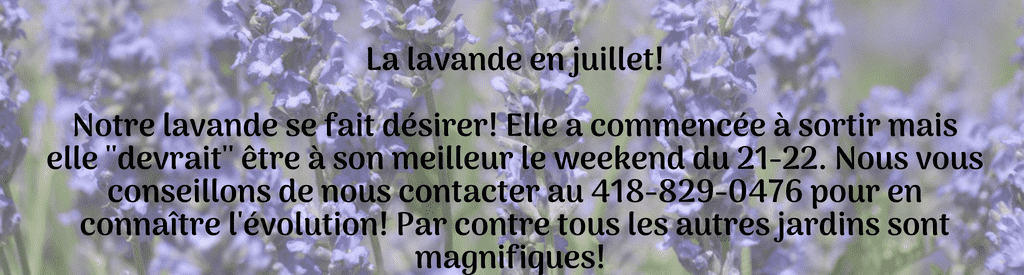 La lavande en juillet!
Notre lavande se fait désirer! Elle a commencée à sortir mais
elle "devrait" être à son meilleur le weekend du 21-22. Nous vous
conseillons de nous contacter au 418-829-0476 pour en
connaître l'évolution! Par contre tous les autres jardins sont
magnifiques!